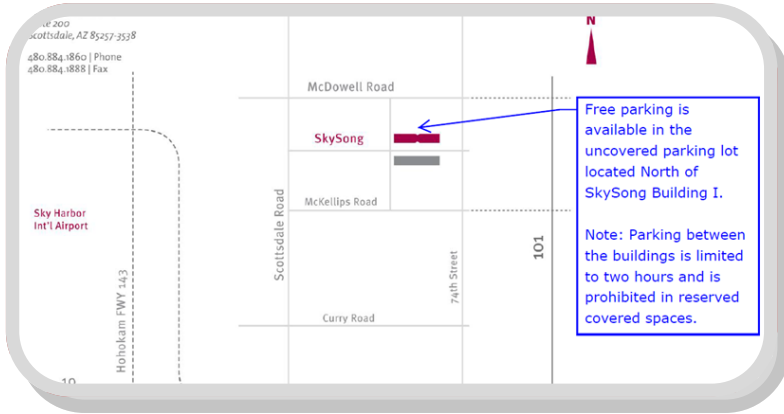 200
Scottsdale, AZ 85257-3538
480.884.1860 | Phone
480.884.1888 | Fax
N
McDowell Road
SkySong
Free parking is
available in the
uncovered parking lot
located North of
SkySong Building I.
Note: Parking between
the buildings is limited
to two hours and is
prohibited in reserved
covered spaces.
McKellips Road
Sky Harbor
Int'l Airport
Scottsdale Road
101
74th Street
Hohokam FWY 143
Curry Road
10